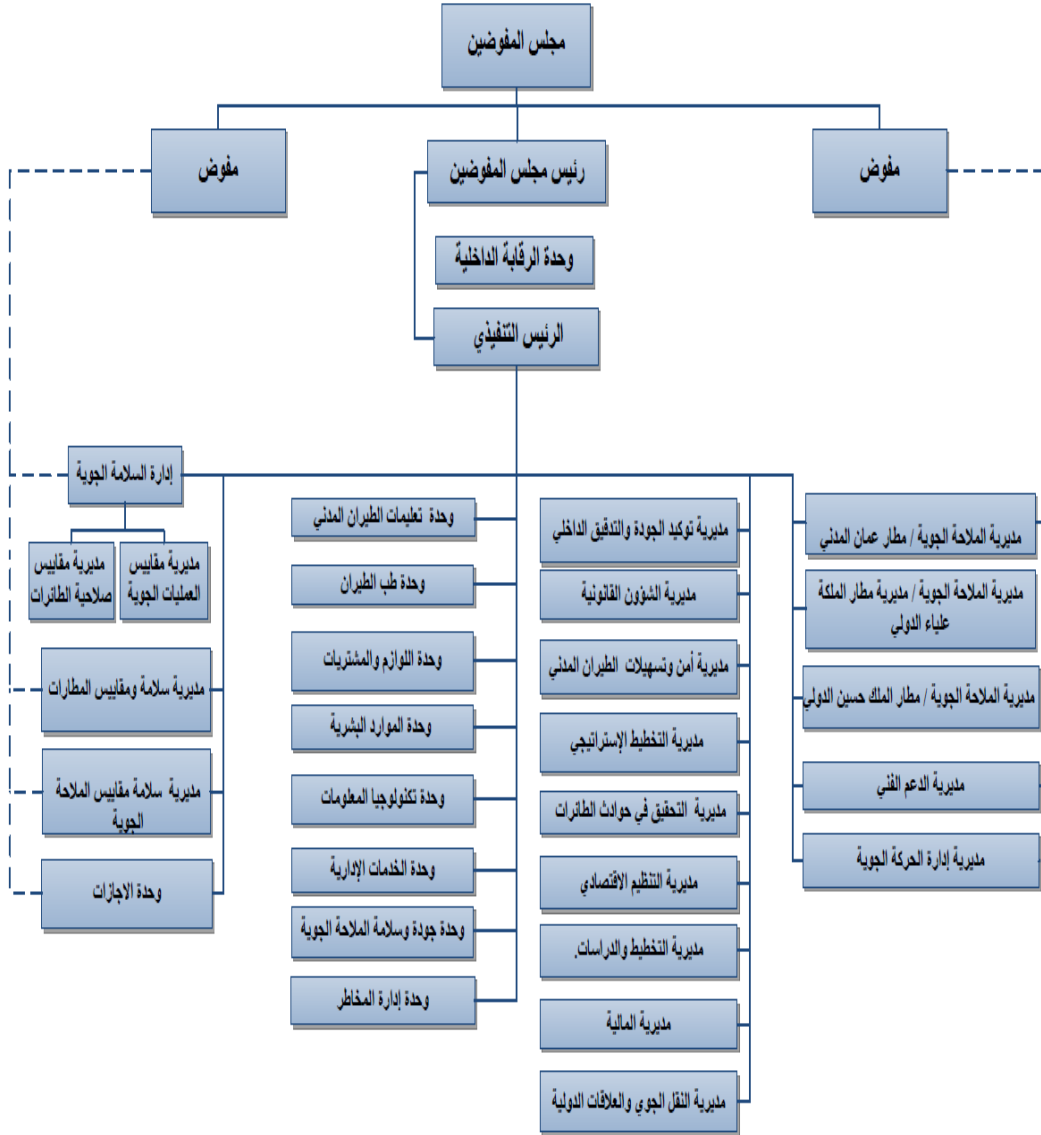 مجلس المفوضين
مفوض
رئيس مجلس المفوضين
مفوض
وحدة الرقابة الداخلية
الرئيس التنفيذي
مديرية الملاحة الجوية / مطار عمان المدني
مديرية الملاحة الجوية / مديرية مطار الملكة
علياء الدولي
مديرية الملاحة الجوية / مطار الملك حسين الدولي
مديرية الدعم الفني
مديرية إدارة الحركة الجوية
مديرية توكيد الجودة والتدقيق الداخلي
مديرية الشؤون القانونية
مديرية أمن وتسهيلات الطيران المدني
مديرية التخطيط الإستراتيجي
مديرية التحقيق في حوادث الطائرات
مديرية التنظيم الاقتصادي
مديرية التخطيط والدراسات.
مديرية المالية
مديرية النقل الجوي والعلاقات الدولية
وحدة تعليمات الطيران المدني
وحدة طب الطيران
وحدة اللوازم والمشتريات
وحدة الموارد البشرية
وحدة تكنولوجيا المعلومات
وحدة الخدمات الإدارية
وحدة جودة وسلامة الملاحة الجوية
وحدة إدارة المخاطر
إدارة السلامة الجوية
مديرية مقاييس
العمليات الجوية
مديرية مقاييس
صلاحية الطائرات
مديرية سلامة ومقاييس المطارات
مديرية سلامة مقاييس الملاحة
الجوية
وحدة الاجازات